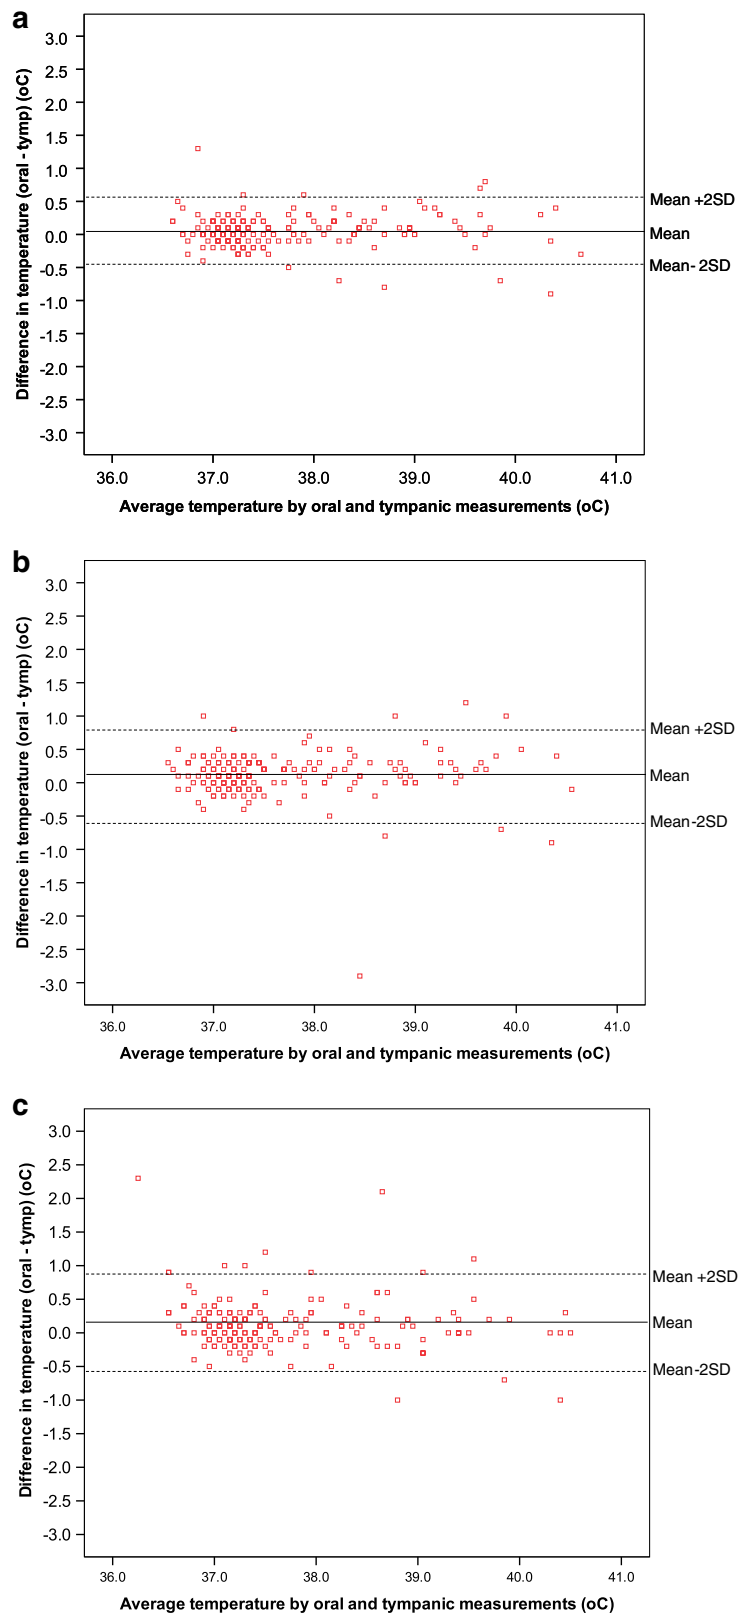 a
3.0
2.5
2.0
1.5
1.0
0.5
0.0
-0.5
-1.0
-1.5
-2.0
-2.5
-3.0
Difference in temperature (oral - tymp) (oC)
Mean +2SD
Mean
Mean- 2SD
36.0 37.0 38.0 39.0 40.0 41.0
Average temperature by oral and tympanic measurements (oC)
b
3.0
2.5
2.0
1.5
1.0
0.5
0.0
-0.5
-1.0
-1.5
-2.0
-2.5
-3.0
Difference in temperature (oral - tymp) (oC)
Mean +2SD
Mean
Mean-2SD
36.0 37.0 38.0 39.0 40.0 41.0
Average temperature by oral and tympanic measurements (oC)
c
3.0
2.5
2.0
1.5
1.0
0.5
0.0
-0.5
-1.0
-1.5
-2.0
-2.5
-3.0
Difference in temperature (oral - tymp) (oC)
Mean +2SD
Mean
Mean-2SD
36.0 37.0 38.0 39.0 40.0 41.0
Average temperature by oral and tympanic measurements (oC)